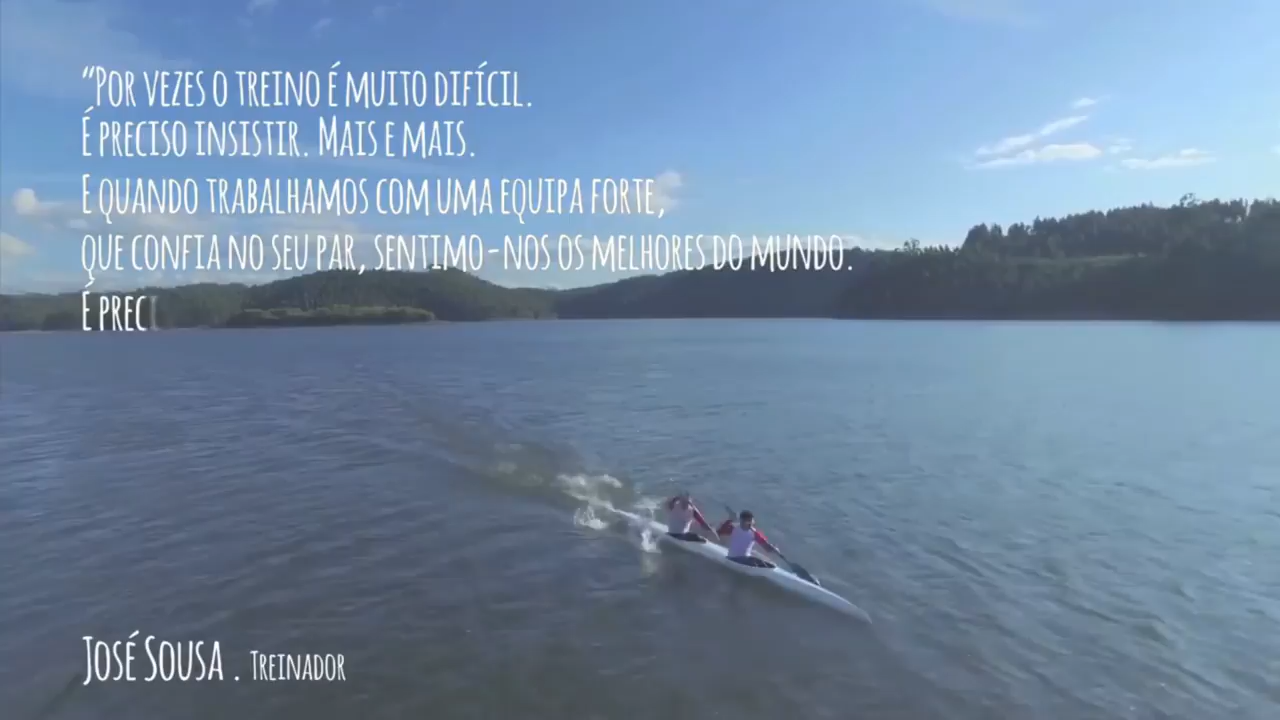 “Por vezes o treino é muito difícil.
É preciso insistir. Mais e mais.
E quando trabalhamos com uma equipa forte,
que confia no seu par, sentimo-nos os melhores do mundo.
É prec
José Sousa . Treinador